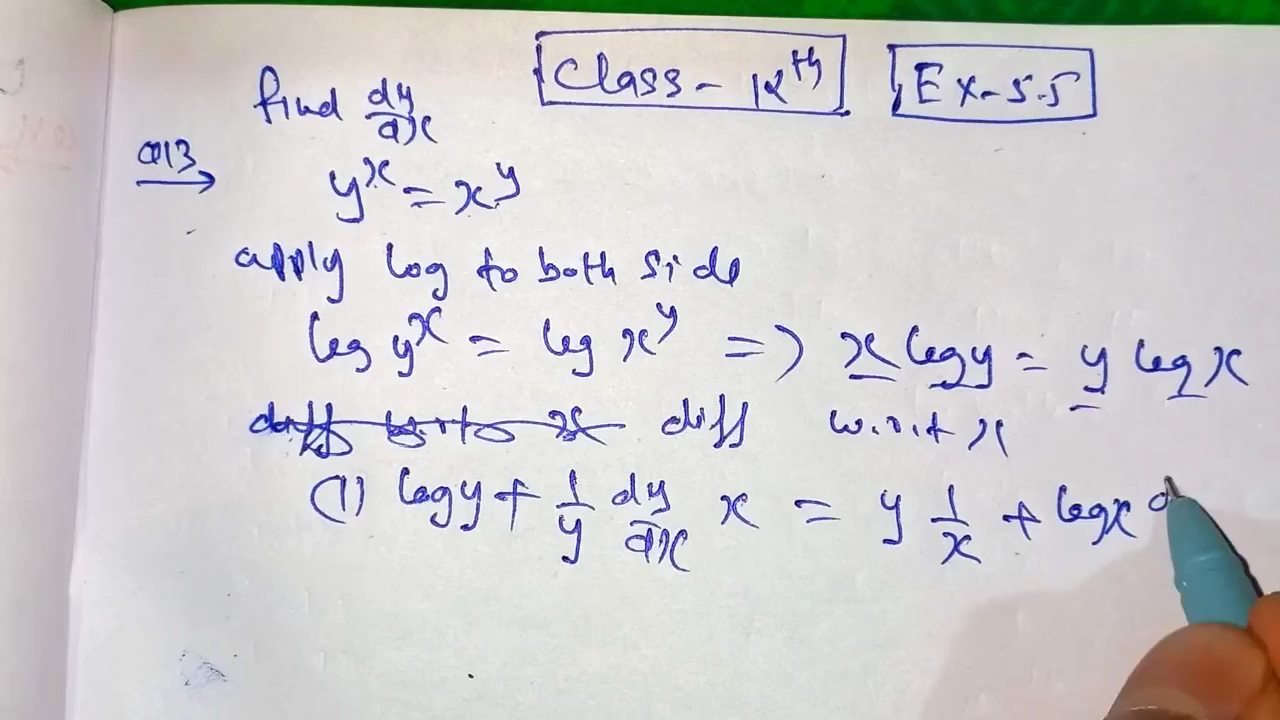 Class - 12th
Ex-5.5
find dy/dx
Q13 →
y^x = x^y
apply log to both side
log y^x = log x^y => x log y = y log x
diff w.r.t x
(1) log y + 1/y dy/dx x = y 1/x + log x d